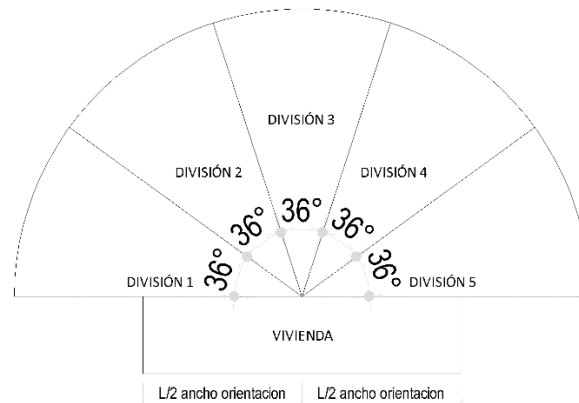 DIVISIÓN 3
DIVISIÓN 2
DIVISIÓN 4
36°
36°
36°
36°
36°
DIVISIÓN 1
DIVISIÓN 5
VIVIENDA
L/2 ancho orientacion
L/2 ancho orientacion